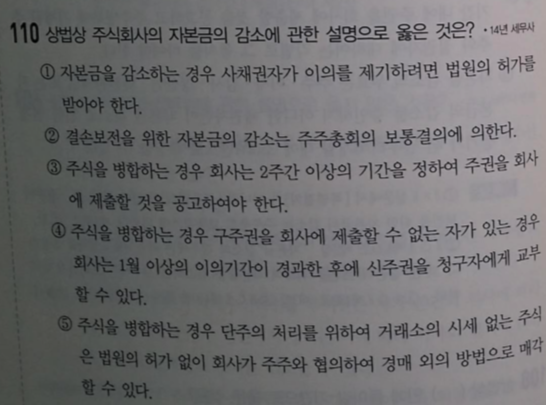 110 상법상 주식회사의 자본금의 감소에 관한 설명으로 옳은 것은? •14년 세무사
① 자본금을 감소하는 경우 사채권자가 이의를 제기하려면 법원의 허가를
받아야 한다.
② 결손보전을 위한 자본금의 감소는 주주총회의 보통결의에 의한다.
③ 주식을 병합하는 경우 회사는 2주간 이상의 기간을 정하여 주권을 회사
에 제출할 것을 공고하여야 한다.
④ 주식을 병합하는 경우 구주권을 회사에 제출할 수 없는 자가 있는 경우
회사는 1월 이상의 이의기간이 경과한 후에 신주권을 청구자에게 교부
할 수 있다.
⑤ 주식을 병합하는 경우 단주의 처리를 위하여 거래소의 시세 없는 주식
은 법원의 허가 없이 회사가 주주와 협의하여 경매 외의 방법으로 매각
할 수 있다.